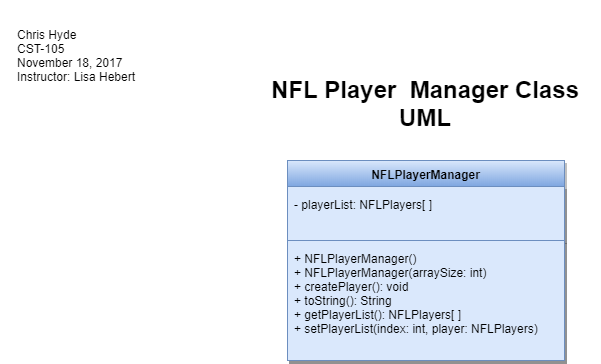 Chris Hyde
CST-105
November 18, 2017
Instructor: Lisa Hebert
NFL Player  Manager Class
UML
NFLPlayerManager
- playerList: NFLPlayers[ ]
+ NFLPlayerManager()
+ NFLPlayerManager(arraySize: int)
+ createPlayer(): void
+ toString(): String
+ getPlayerList(): NFLPlayers[ ]
+ setPlayerList(index: int, player: NFLPlayers)